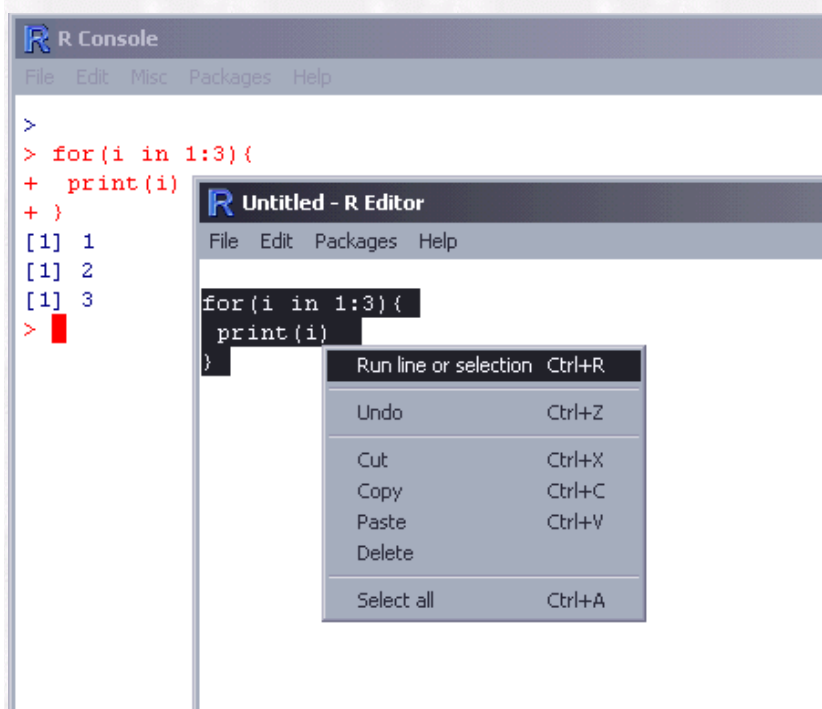 R Console
File Edit Misc Packages Help
>
> for(i in 1:3){
+  print(i)
+ }
[1] 1
[1] 2
[1] 3
>
Untitled - R Editor
File Edit Packages Help
for(i in 1:3){
 print(i)
}
Run line or selection Ctrl+R
Undo Ctrl+Z
Cut Ctrl+X
Copy Ctrl+C
Paste Ctrl+V
Delete
Select all Ctrl+A